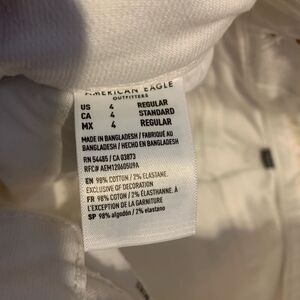 AMERICAN EAGLE
OUTFITTERS
US 4 REGULAR
CA 4 STANDARD
MX 4 REGULAR
MADE IN BANGLADESH / FABRIQUÉ AU
BANGLADESH / HECHO EN BANGLADESH
RN 54485 / CA 03873
RFC# AEM120605U9A
EN 98% COTTON / 2% ELASTANE.
EXCLUSIVE OF DECORATION
FR 98% COTON / 2% ÉLASTHANNE. À
L'EXCEPTION DE LA GARNITURE
SP 98% algodón / 2% elastano